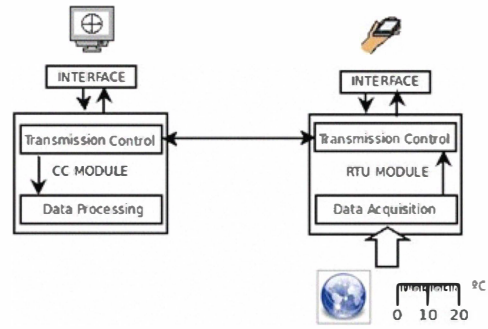 INTERFACE
Transmission Control
CC MODULE
Data Processing
INTERFACE
Transmission Control
RTU MODULE
Data Acquisition
ºC
0 10 20